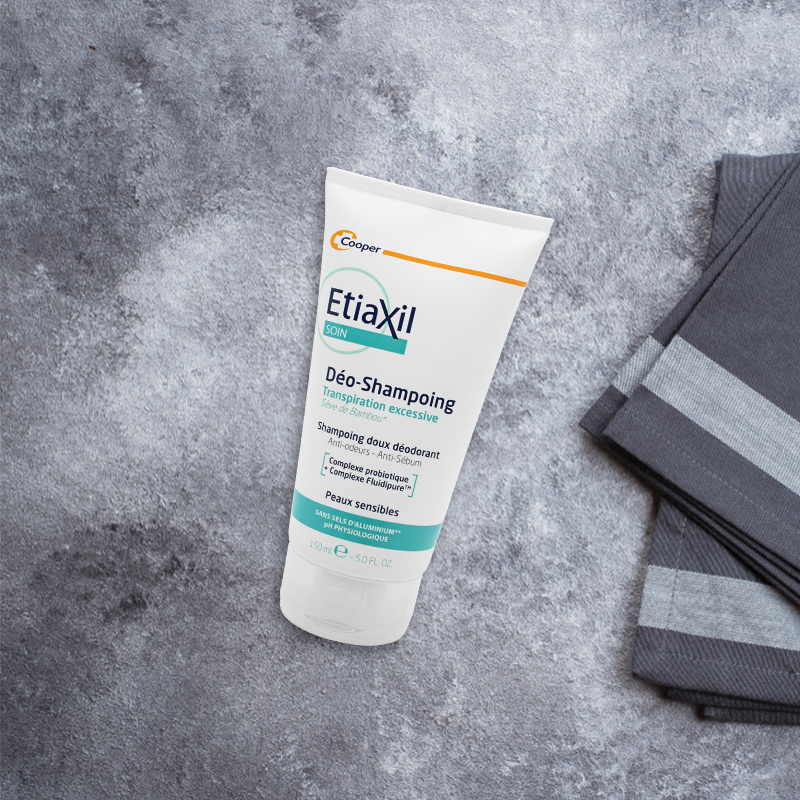 Cooper
Etiaxil
SOIN
Déo-Shampoing
Transpiration excessive
Sève de Bambou*
Shampoing doux déodorant
Anti-odeurs – Anti-Sébum
Complexe probiotique
+ Complexe Fluidipure™
Peaux sensibles
SANS SELS D'ALUMINIUM**
pH PHYSIOLOGIQUE
150 ml e – 5.0 FL. OZ.